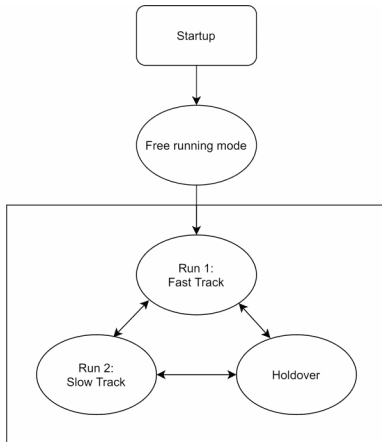 Startup
Free running mode
Run 1:
Fast Track
Run 2:
Slow Track
Holdover